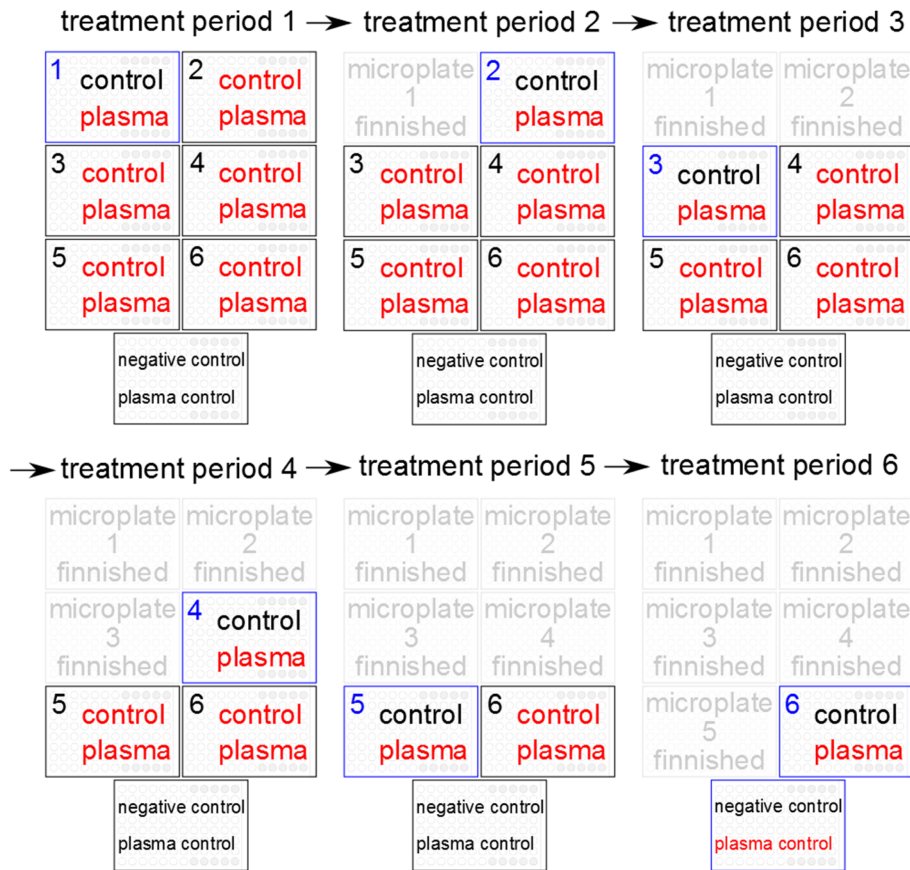 treatment period 1 → treatment period 2 → treatment period 3
1 control
plasma
2 control
plasma
3 control
plasma
4 control
plasma
5 control
plasma
6 control
plasma
negative control
plasma control
microplate
1
finnished
2 control
plasma
3 control
plasma
4 control
plasma
5 control
plasma
6 control
plasma
negative control
plasma control
microplate
1
finnished
microplate
2
finnished
3 control
plasma
4 control
plasma
5 control
plasma
6 control
plasma
negative control
plasma control
→ treatment period 4 → treatment period 5 → treatment period 6
microplate
1
finnished
microplate
2
finnished
microplate
3
finnished
4 control
plasma
5 control
plasma
6 control
plasma
negative control
plasma control
microplate
1
finnished
microplate
2
finnished
microplate
3
finnished
microplate
4
finnished
5 control
plasma
6 control
plasma
negative control
plasma control
microplate
1
finnished
microplate
2
finnished
microplate
3
finnished
microplate
4
finnished
microplate
5
finnished
6 control
plasma
negative control
plasma control